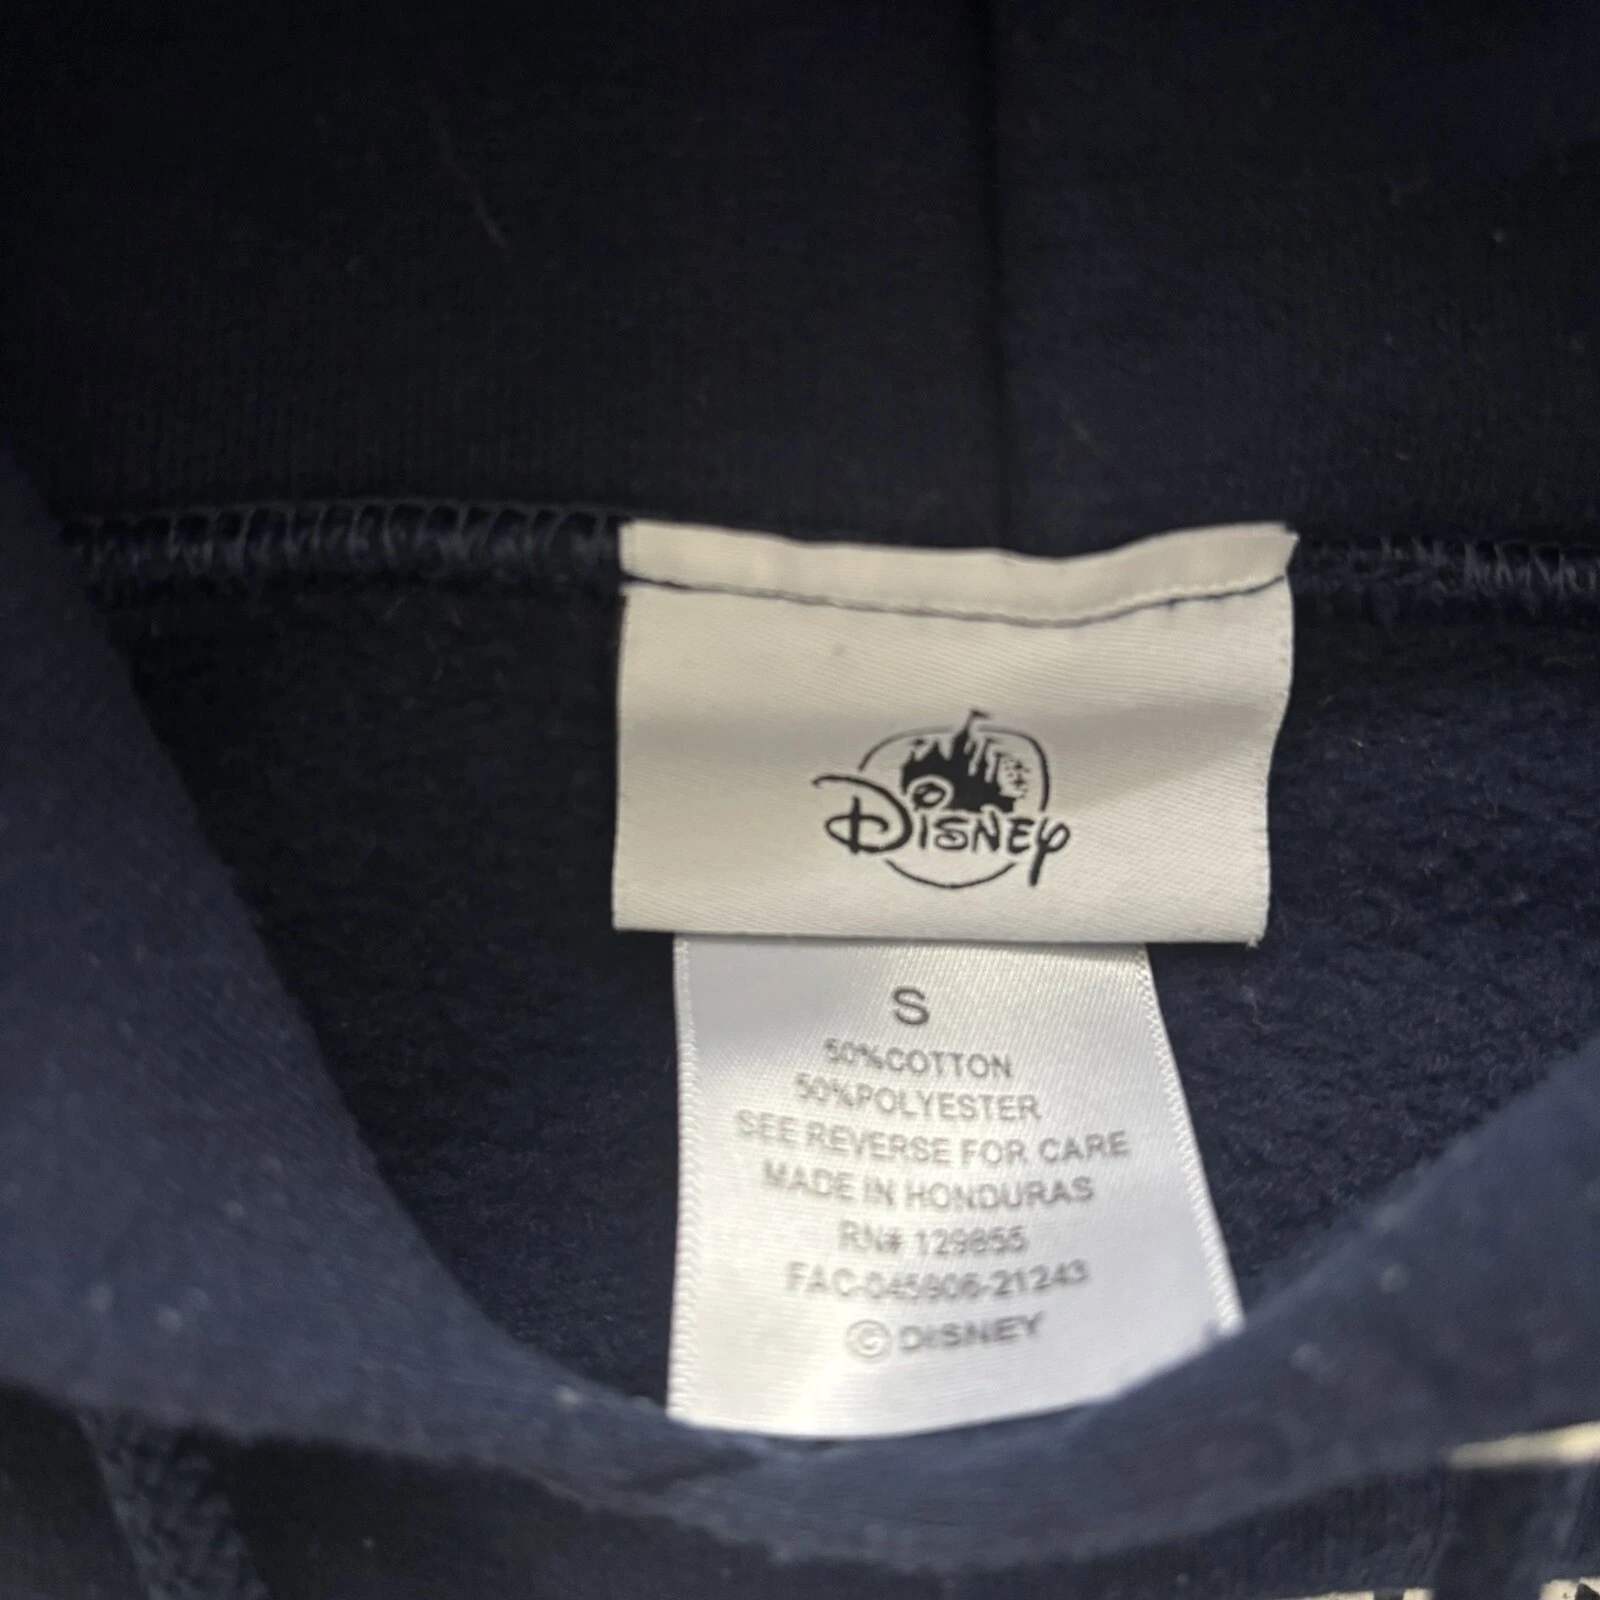 Disney
S
50%COTTON
50%POLYESTER
SEE REVERSE FOR CARE
MADE IN HONDURAS
RN# 129855
FAC-045906-21243
©DISNEY